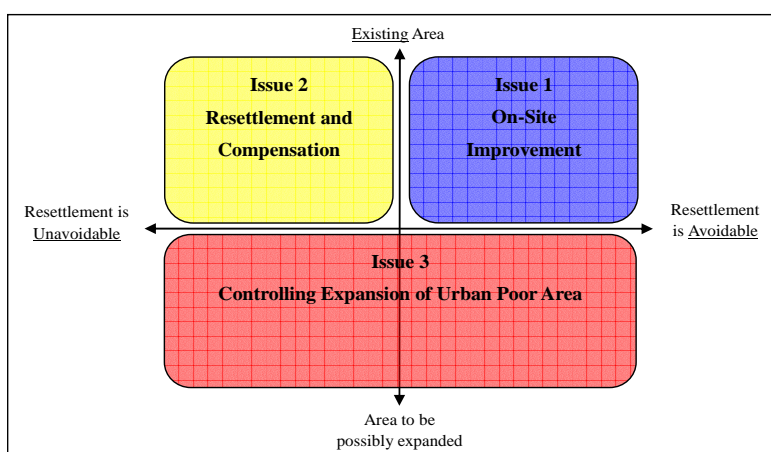 Existing Area
Issue 2
Resettlement and
Compensation
Issue 1
On-Site
Improvement
Resettlement is
Unavoidable
Resettlement
is Avoidable
Issue 3
Controlling Expansion of Urban Poor Area
Area to be
possibly expanded